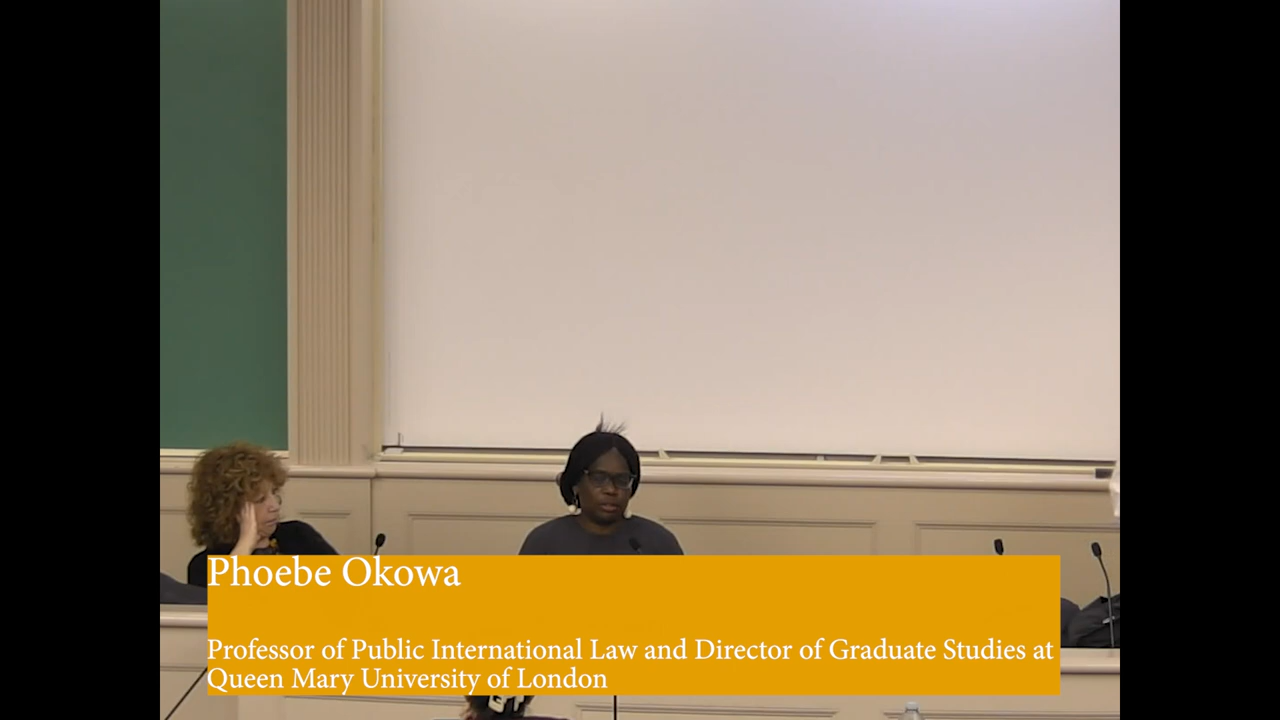 Phoebe Okowa
Professor of Public International Law and Director of Graduate Studies at
Queen Mary University of London